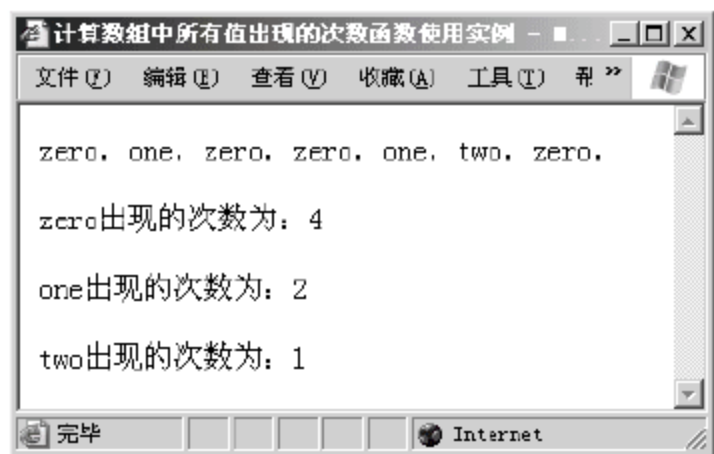 计算数组中所有值出现的次数函数使用实例 -
文件(F) 编辑(E) 查看(V) 收藏(A) 工具(T) »
zero, one, zero, zero, one, two, zero,
zero出现的次数为：4
one出现的次数为：2
two出现的次数为：1
完毕 Internet